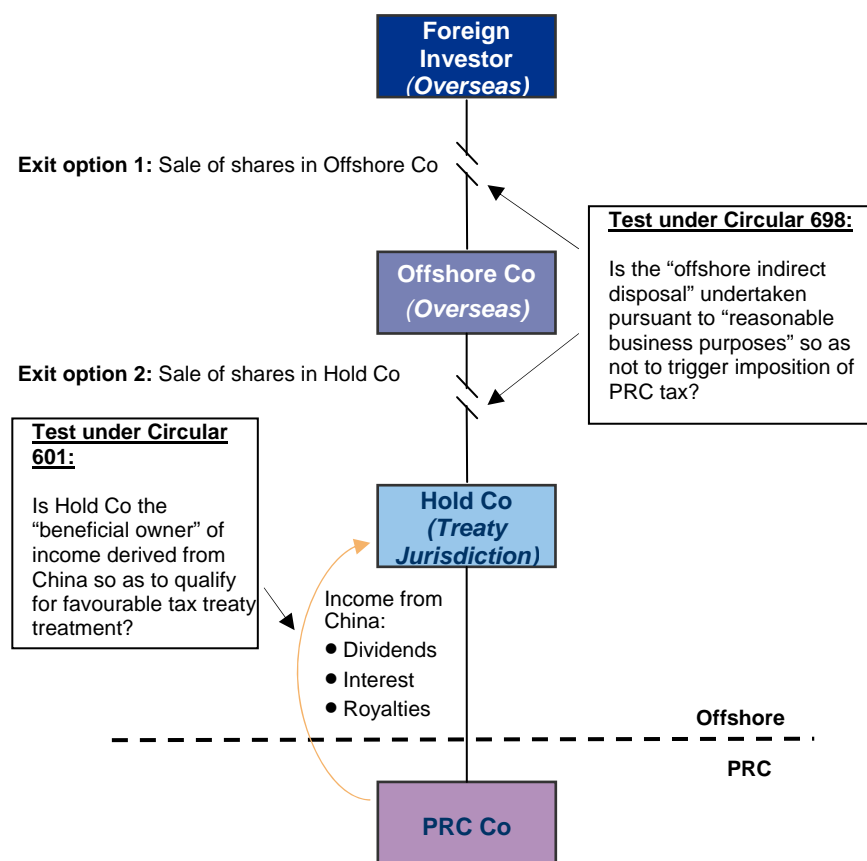 Foreign
Investor
(Overseas)
Exit option 1: Sale of shares in Offshore Co
Test under Circular 698:
Is the “offshore indirect
disposal” undertaken
pursuant to “reasonable
business purposes” so as
not to trigger imposition of
PRC tax?
Offshore Co
(Overseas)
Exit option 2: Sale of shares in Hold Co
Test under Circular
601:
Is Hold Co the
“beneficial owner” of
income derived from
China so as to qualify
for favourable tax treaty
treatment?
Hold Co
(Treaty
Jurisdiction)
Income from
China:
● Dividends
● Interest
● Royalties
Offshore
PRC
PRC Co